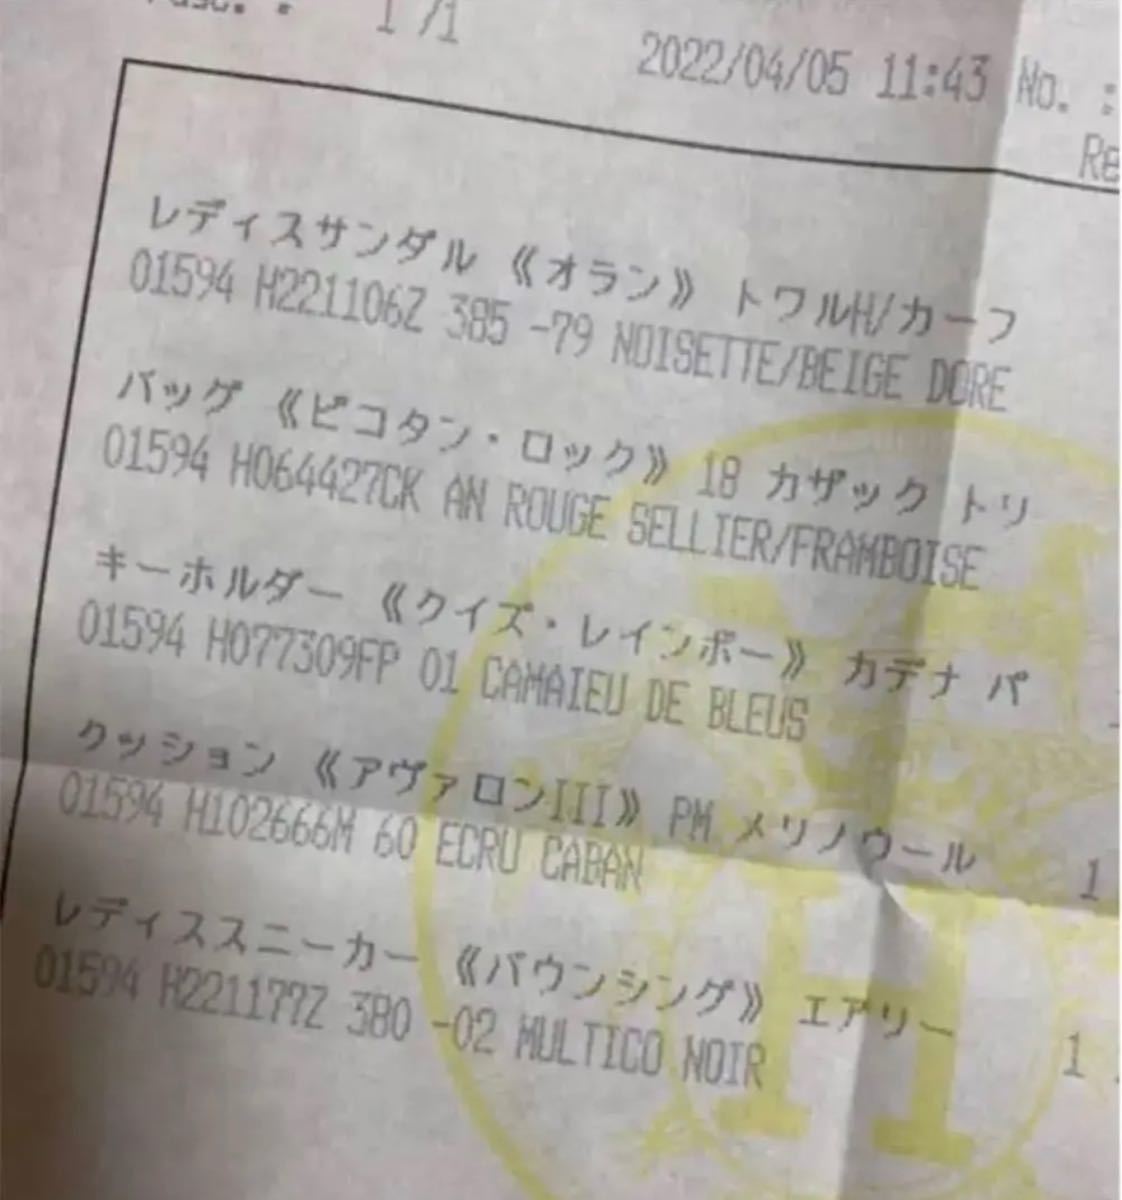 1 /1
2022/04/05 11:43 No. :
Re
レディスサンダル 《オラン》 トワルH/カーフ
01594 H221106Z 385 -79 NOISETTE/BEIGE DORE
バッグ 《ピコタン・ロック》 18 カザック トリ
01594 H064427CK AN ROUGE SELLIER/FRAMBOISE
キーホルダー 《クイズ・レインボー》 カデナ パ
01594 H077309FP 01 CAMAIEU DE BLEUS
クッション 《アヴァロンIII》 PM メリノウール 1
01594 H102666M 60 ECRU CABAN
レディススニーカー 《バウンシング》 エアリー 1
01594 H221177Z 380 -02 MULTICO NOIR
H